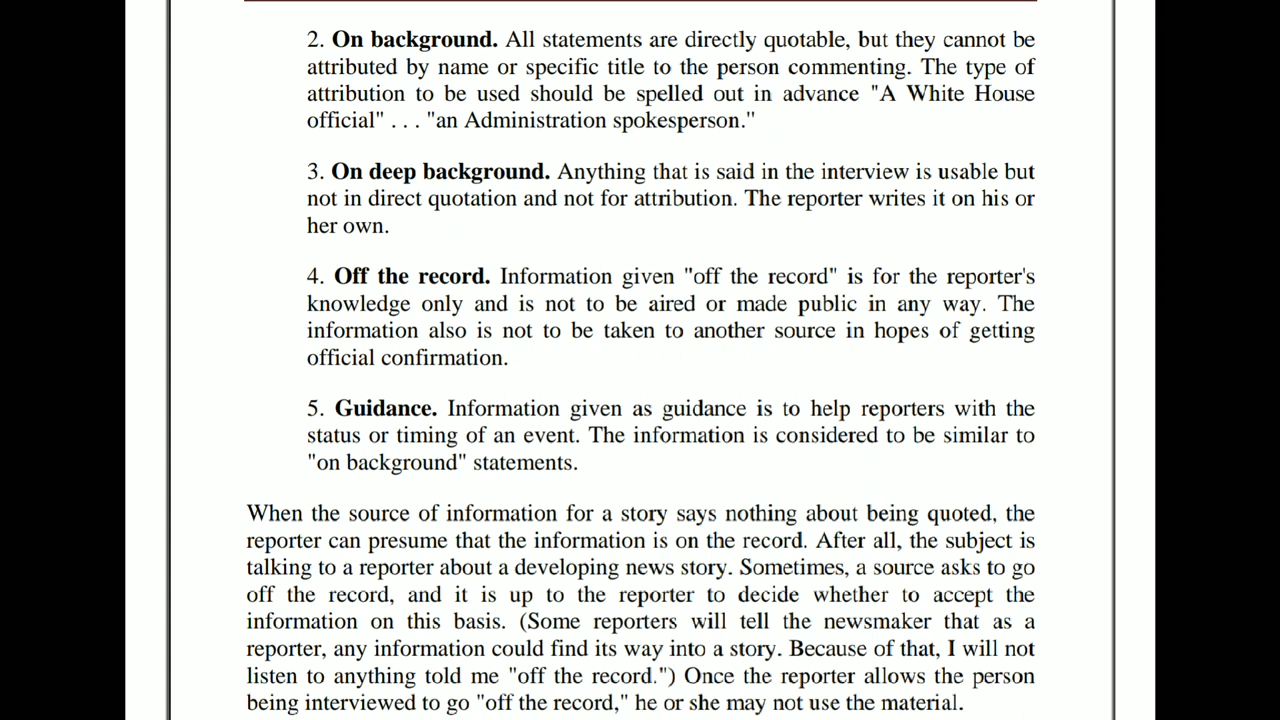 2. On background. All statements are directly quotable, but they cannot be
attributed by name or specific title to the person commenting. The type of
attribution to be used should be spelled out in advance "A White House
official" . . . "an Administration spokesperson."
3. On deep background. Anything that is said in the interview is usable but
not in direct quotation and not for attribution. The reporter writes it on his or
her own.
4. Off the record. Information given "off the record" is for the reporter's
knowledge only and is not to be aired or made public in any way. The
information also is not to be taken to another source in hopes of getting
official confirmation.
5. Guidance. Information given as guidance is to help reporters with the
status or timing of an event. The information is considered to be similar to
"on background" statements.
When the source of information for a story says nothing about being quoted, the
reporter can presume that the information is on the record. After all, the subject is
talking to a reporter about a developing news story. Sometimes, a source asks to go
off the record, and it is up to the reporter to decide whether to accept the
information on this basis. (Some reporters will tell the newsmaker that as a
reporter, any information could find its way into a story. Because of that, I will not
listen to anything told me "off the record.") Once the reporter allows the person
being interviewed to go "off the record," he or she may not use the material.